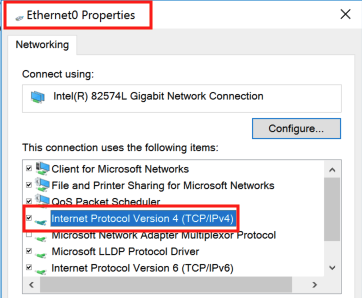 Ethernet0 Properties
Networking
Connect using:
Intel(R) 82574L Gigabit Network Connection
Configure...
This connection uses the following items:
Client for Microsoft Networks
File and Printer Sharing for Microsoft Networks
QoS Packet Scheduler
Internet Protocol Version 4 (TCP/IPv4)
Microsoft Network Adapter Multiplexor Protocol
Microsoft LLDP Protocol Driver
Internet Protocol Version 6 (TCP/IPv6)